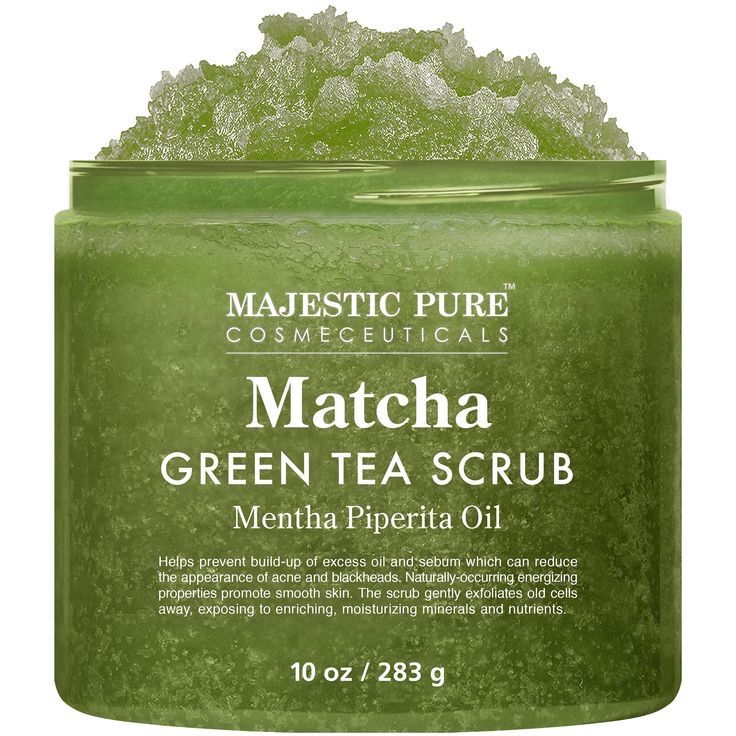 MAJESTIC PURE™
COSMECEUTICALS
Matcha
GREEN TEA SCRUB
Mentha Piperita Oil
Helps prevent build-up of excess oil and sebum which can reduce
the appearance of acne and blackheads. Naturally-occurring energizing
properties promote smooth skin. The scrub gently exfoliates old cells
away, exposing to enriching, moisturizing minerals and nutrients.
10 oz / 283 g